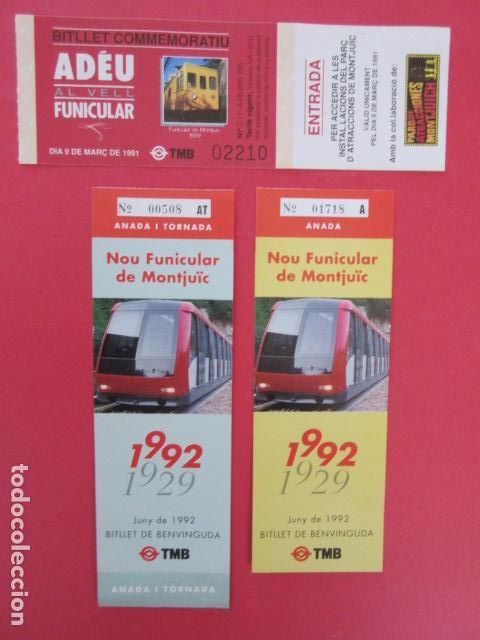 BITLLET COMMEMORATIU
ADÉU
AL VELL
FUNICULAR
DIA 9 DE MARÇ DE 1991
TMB
Funicular de Montjuïc
1929
02210
ENTRADA
PER ACCEDIR A LES
INSTAL.LACIONS DEL PARC
D'ATRACCIONS DE MONTJUÏC
VÀLID ÚNICAMENT
PEL DIA 9 DE MARÇ DE 1991
Amb la col.laboració de:
PARQUE
ATRACCIONES
MONTJUICH
Nº 00508 AT
ANADA I TORNADA
Nou Funicular
de Montjuïc
1992
1929
Juny de 1992
BITLLET DE BENVINGUDA
TMB
ANADA I TORNADA
Nº 01718 A
ANADA
Nou Funicular
de Montjuïc
1992
1929
Juny de 1992
BITLLET DE BENVINGUDA
TMB
todocoleccion.net